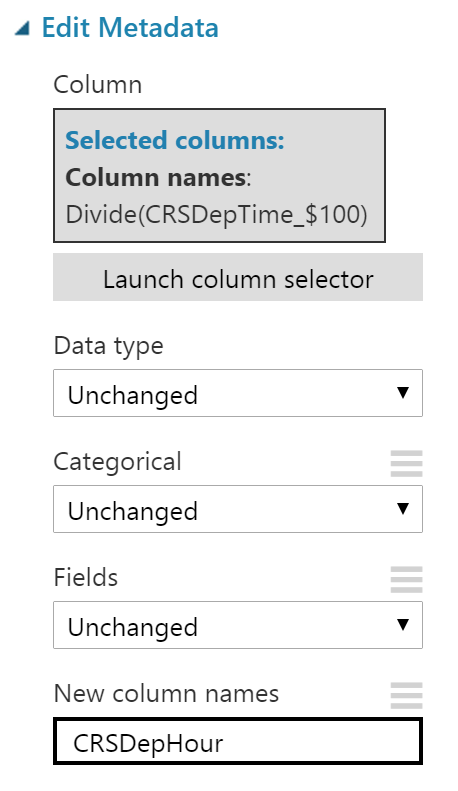 Edit Metadata
Column
Selected columns:
Column names:
Divide(CRSDepTime_$100)
Launch column selector
Data type
Unchanged
Categorical
Unchanged
Fields
Unchanged
New column names
CRSDepHour